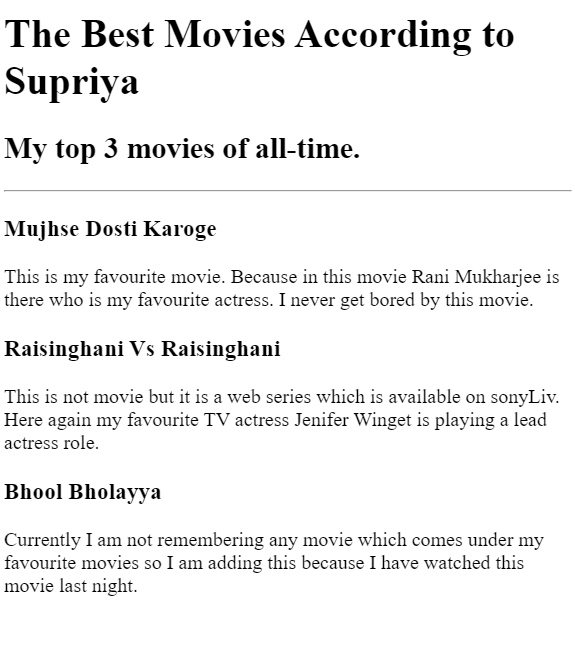 The Best Movies According to
Supriya
My top 3 movies of all-time.
Mujhse Dosti Karoge
This is my favourite movie. Because in this movie Rani Mukharjee is
there who is my favourite actress. I never get bored by this movie.
Raisinghani Vs Raisinghani
This is not movie but it is a web series which is available on sonyLiv.
Here again my favourite TV actress Jenifer Winget is playing a lead
actress role.
Bhool Bholayya
Currently I am not remembering any movie which comes under my
favourite movies so I am adding this because I have watched this
movie last night.